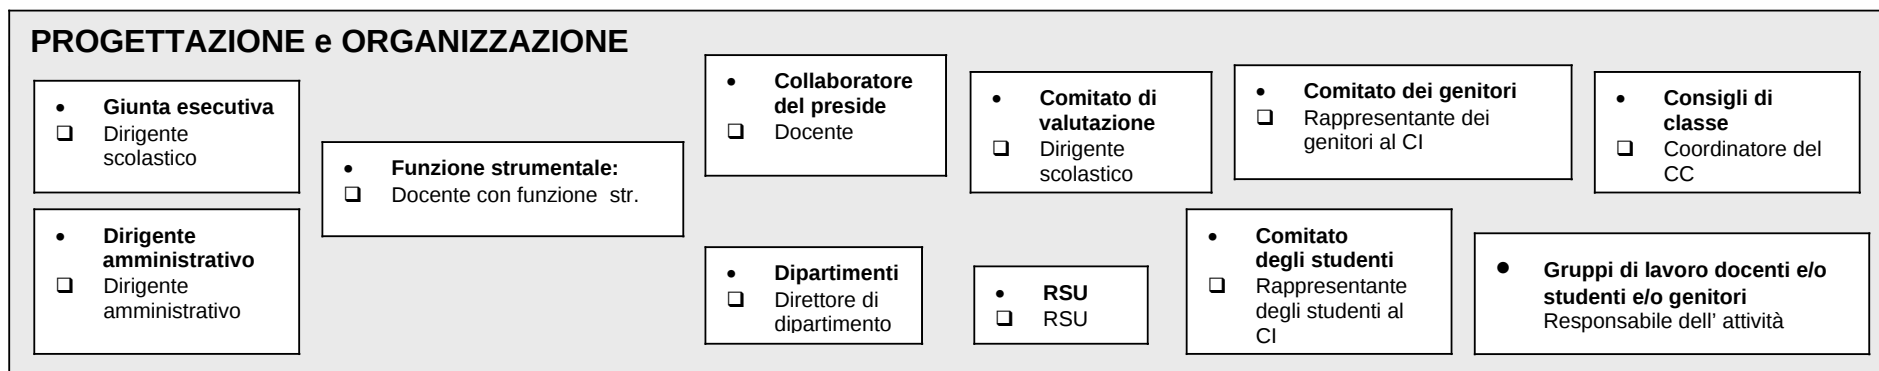 PROGETTAZIONE e ORGANIZZAZIONE
• Giunta esecutiva
❑ Dirigente
scolastico
• Dirigente
amministrativo
❑ Dirigente
amministrativo
• Funzione strumentale:
❑ Docente con funzione str.
• Collaboratore
del preside
❑ Docente
• Dipartimenti
❑ Direttore di
dipartimento
• Comitato di
valutazione
❑ Dirigente
scolastico
• RSU
❑ RSU
• Comitato dei genitori
❑ Rappresentante dei
genitori al CI
• Comitato
degli studenti
❑ Rappresentante
degli studenti al
CI
• Consigli di
classe
❑ Coordinatore del
CC
• Gruppi di lavoro docenti e/o
studenti e/o genitori
Responsabile dell' attività